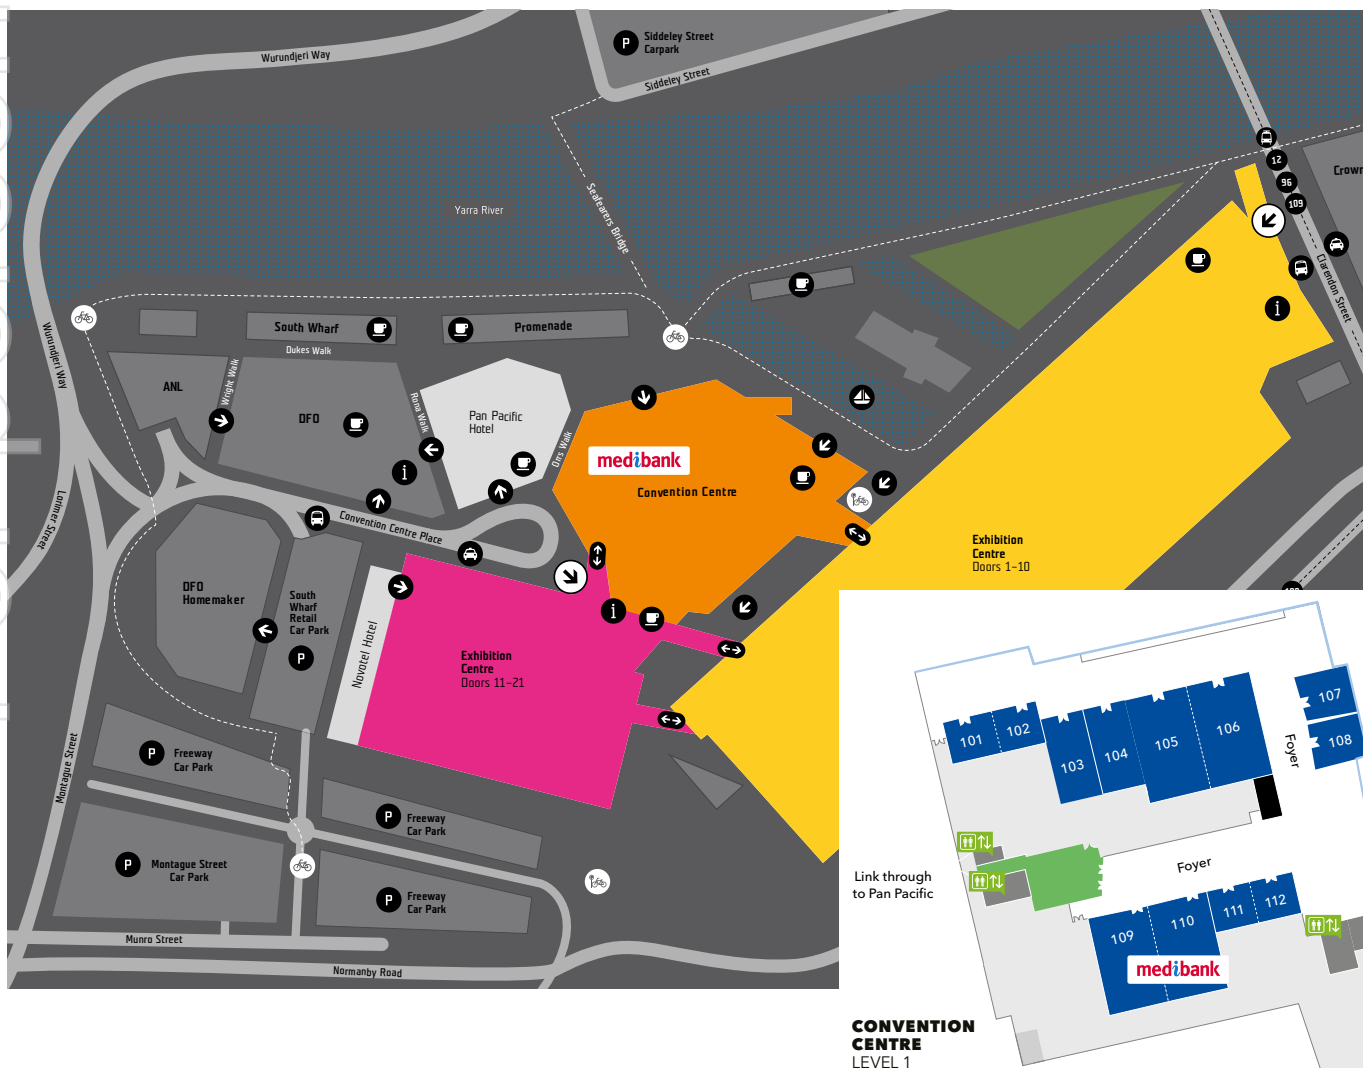 Siddeley Street
Carpark
Wurundjeri Way
Siddeley Street
12
96
109
Crown
Yarra River
Seafarers Bridge
Clarendon Street
South Wharf
Promenade
Dukes Walk
Wurundjeri Way
ANL
Wright Walk
DFO
Rona Walk
Pan Pacific
Hotel
Orrs Walk
medibank
Convention Centre
Lorimer Street
Convention Centre Place
Exhibition
Centre
Doors 1–10
DFO
Homemaker
South
Wharf
Retail
Car Park
P
Novotel Hotel
Exhibition
Centre
Doors 11–21
Montague Street
P
Freeway
Car Park
P
Freeway
Car Park
P
Montague Street
Car Park
P
Freeway
Car Park
Munro Street
Normanby Road
P
101
102
103
104
105
106
107
108
Foyer
Link through
to Pan Pacific
Foyer
109
110
111
112
medibank
CONVENTION
CENTRE
LEVEL 1